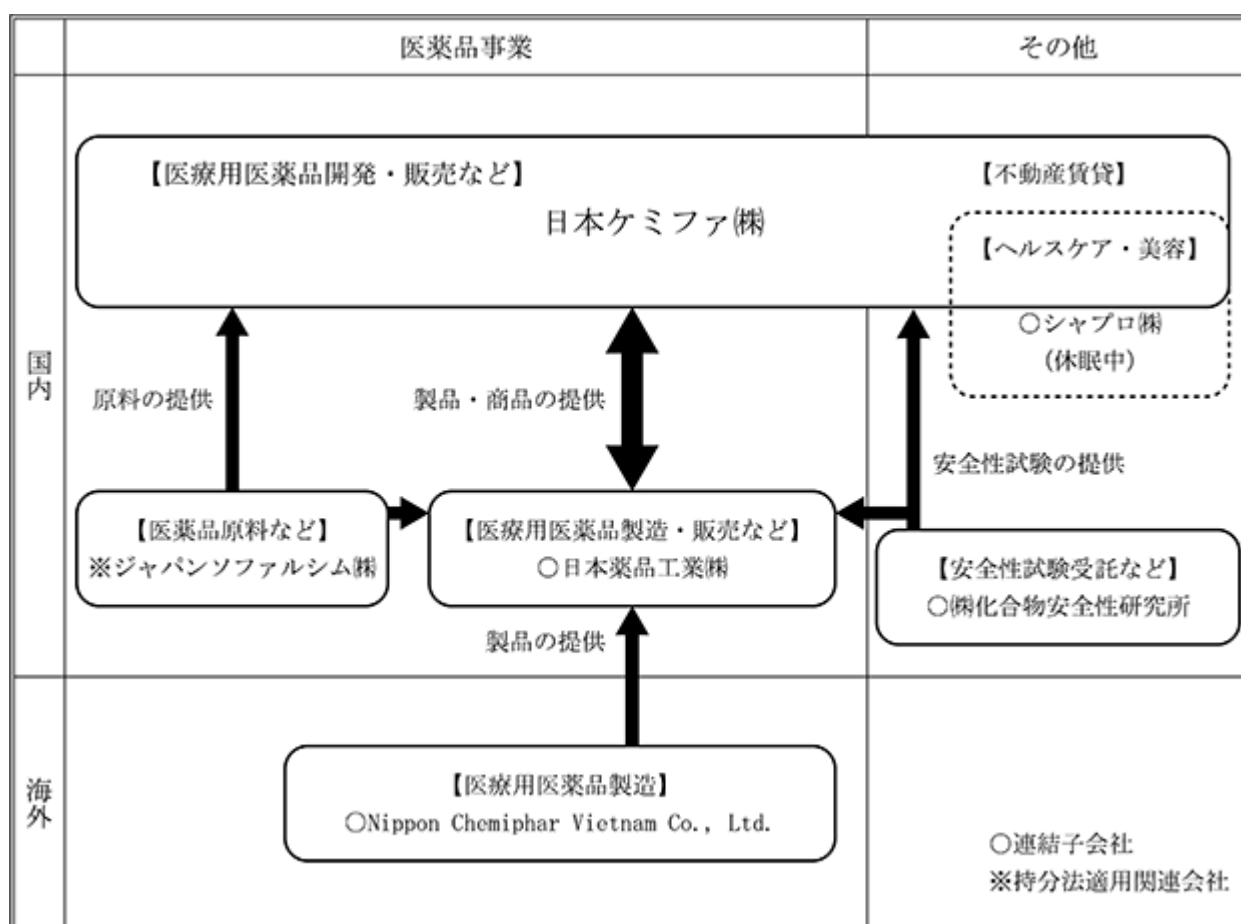 医薬品事業
その他
国内
【医療用医薬品開発・販売など】
日本ケミファ㈱
【不動産賃貸】
【ヘルスケア・美容】
○シャプロ㈱
(休眠中)
原料の提供
製品・商品の提供
安全性試験の提供
【医薬品原料など】
※ジャパンソファルシム㈱
【医療用医薬品製造・販売など】
○日本薬品工業㈱
【安全性試験受託など】
○㈱化合物安全性研究所
製品の提供
海外
【医療用医薬品製造】
○Nippon Chemiphar Vietnam Co., Ltd.
○連結子会社
※持分法適用関連会社